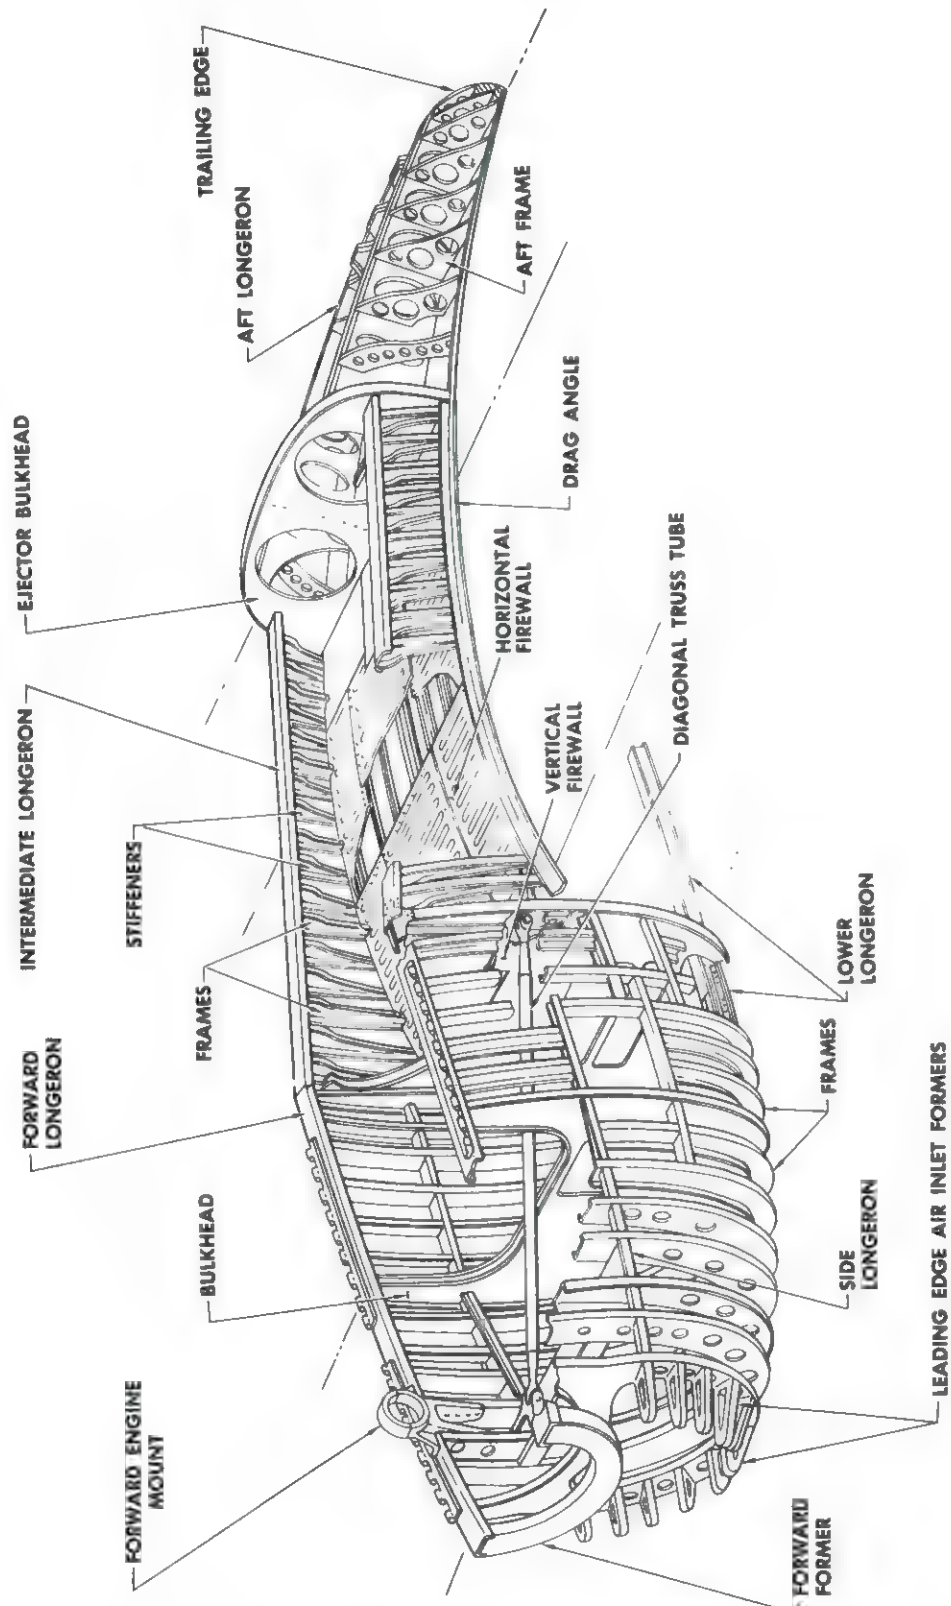 FORWARD ENGINE
MOUNT
BULKHEAD
FORWARD
LONGERON
FRAMES
STIFFENERS
INTERMEDIATE LONGERON
EJECTOR BULKHEAD
AFT LONGERON
TRAILING EDGE
AFT FRAME
DRAG ANGLE
HORIZONTAL
FIREWALL
VERTICAL
FIREWALL
DIAGONAL TRUSS TUBE
LOWER
LONGERON
FRAMES
SIDE
LONGERON
LEADING EDGE AIR INLET FORMERS
FORWARD
FORMER